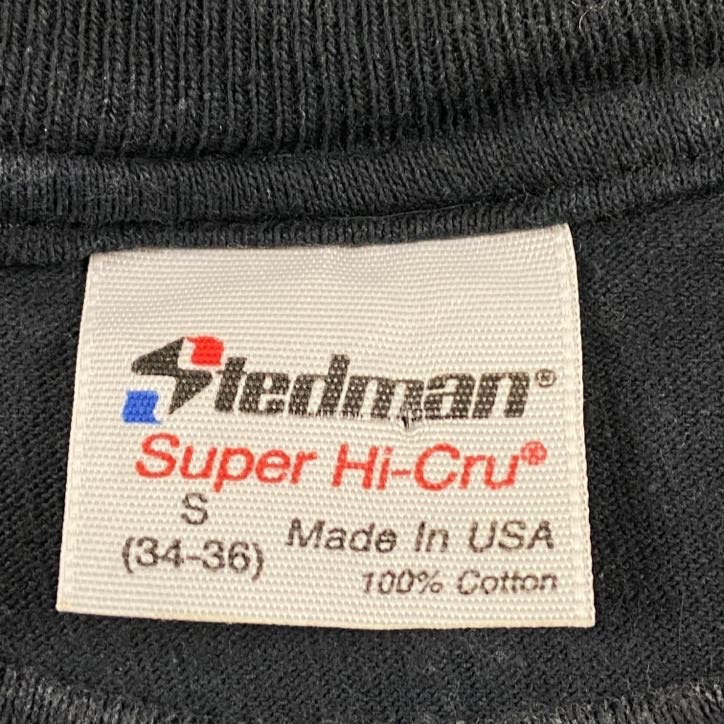 Stedman®
Super Hi-Cru®
S
(34-36)
Made In USA
100% Cotton